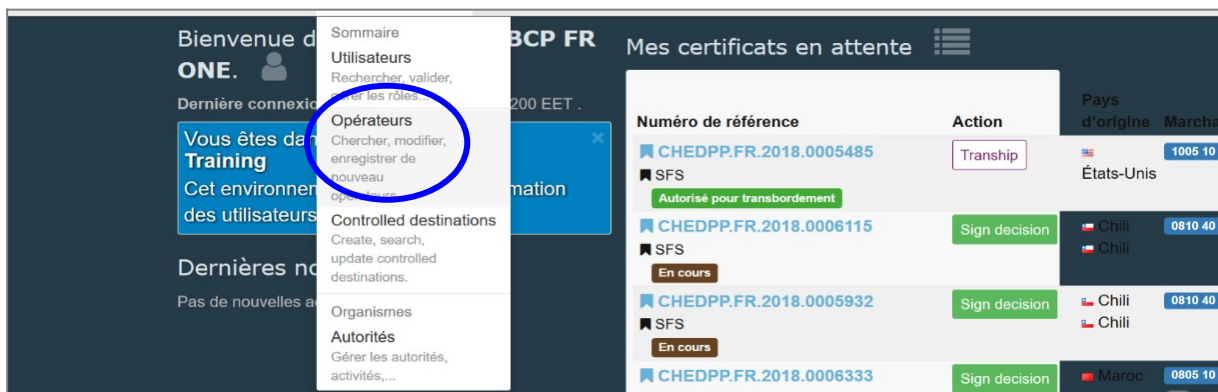 Bienvenue d
BCP FR
ONE.
Dernière connexio
200 EET .
Vous êtes dan
Training
Cet environnem
mation
des utilisateurs
Dernières no
Pas de nouvelles a
Sommaire
Utilisateurs
Rechercher, valider,
gérer les rôles...
Opérateurs
Chercher, modifier,
enregistrer de
nouveau
opérateurs
Controlled destinations
Create, search,
update controlled
destinations.
Organismes
Autorités
Gérer les autorités,
activités,...
Mes certificats en attente
Numéro de référence Action Pays d'origine Marcha
CHEDPP.FR.2018.0005485 Tranship 1005 10
SFS États-Unis
Autorisé pour transbordement
CHEDPP.FR.2018.0006115 Sign decision Chili 0810 40
SFS Chili
En cours
CHEDPP.FR.2018.0005932 Sign decision Chili 0810 40
SFS Chili
En cours
CHEDPP.FR.2018.0006333 Sign decision Maroc 0805 10